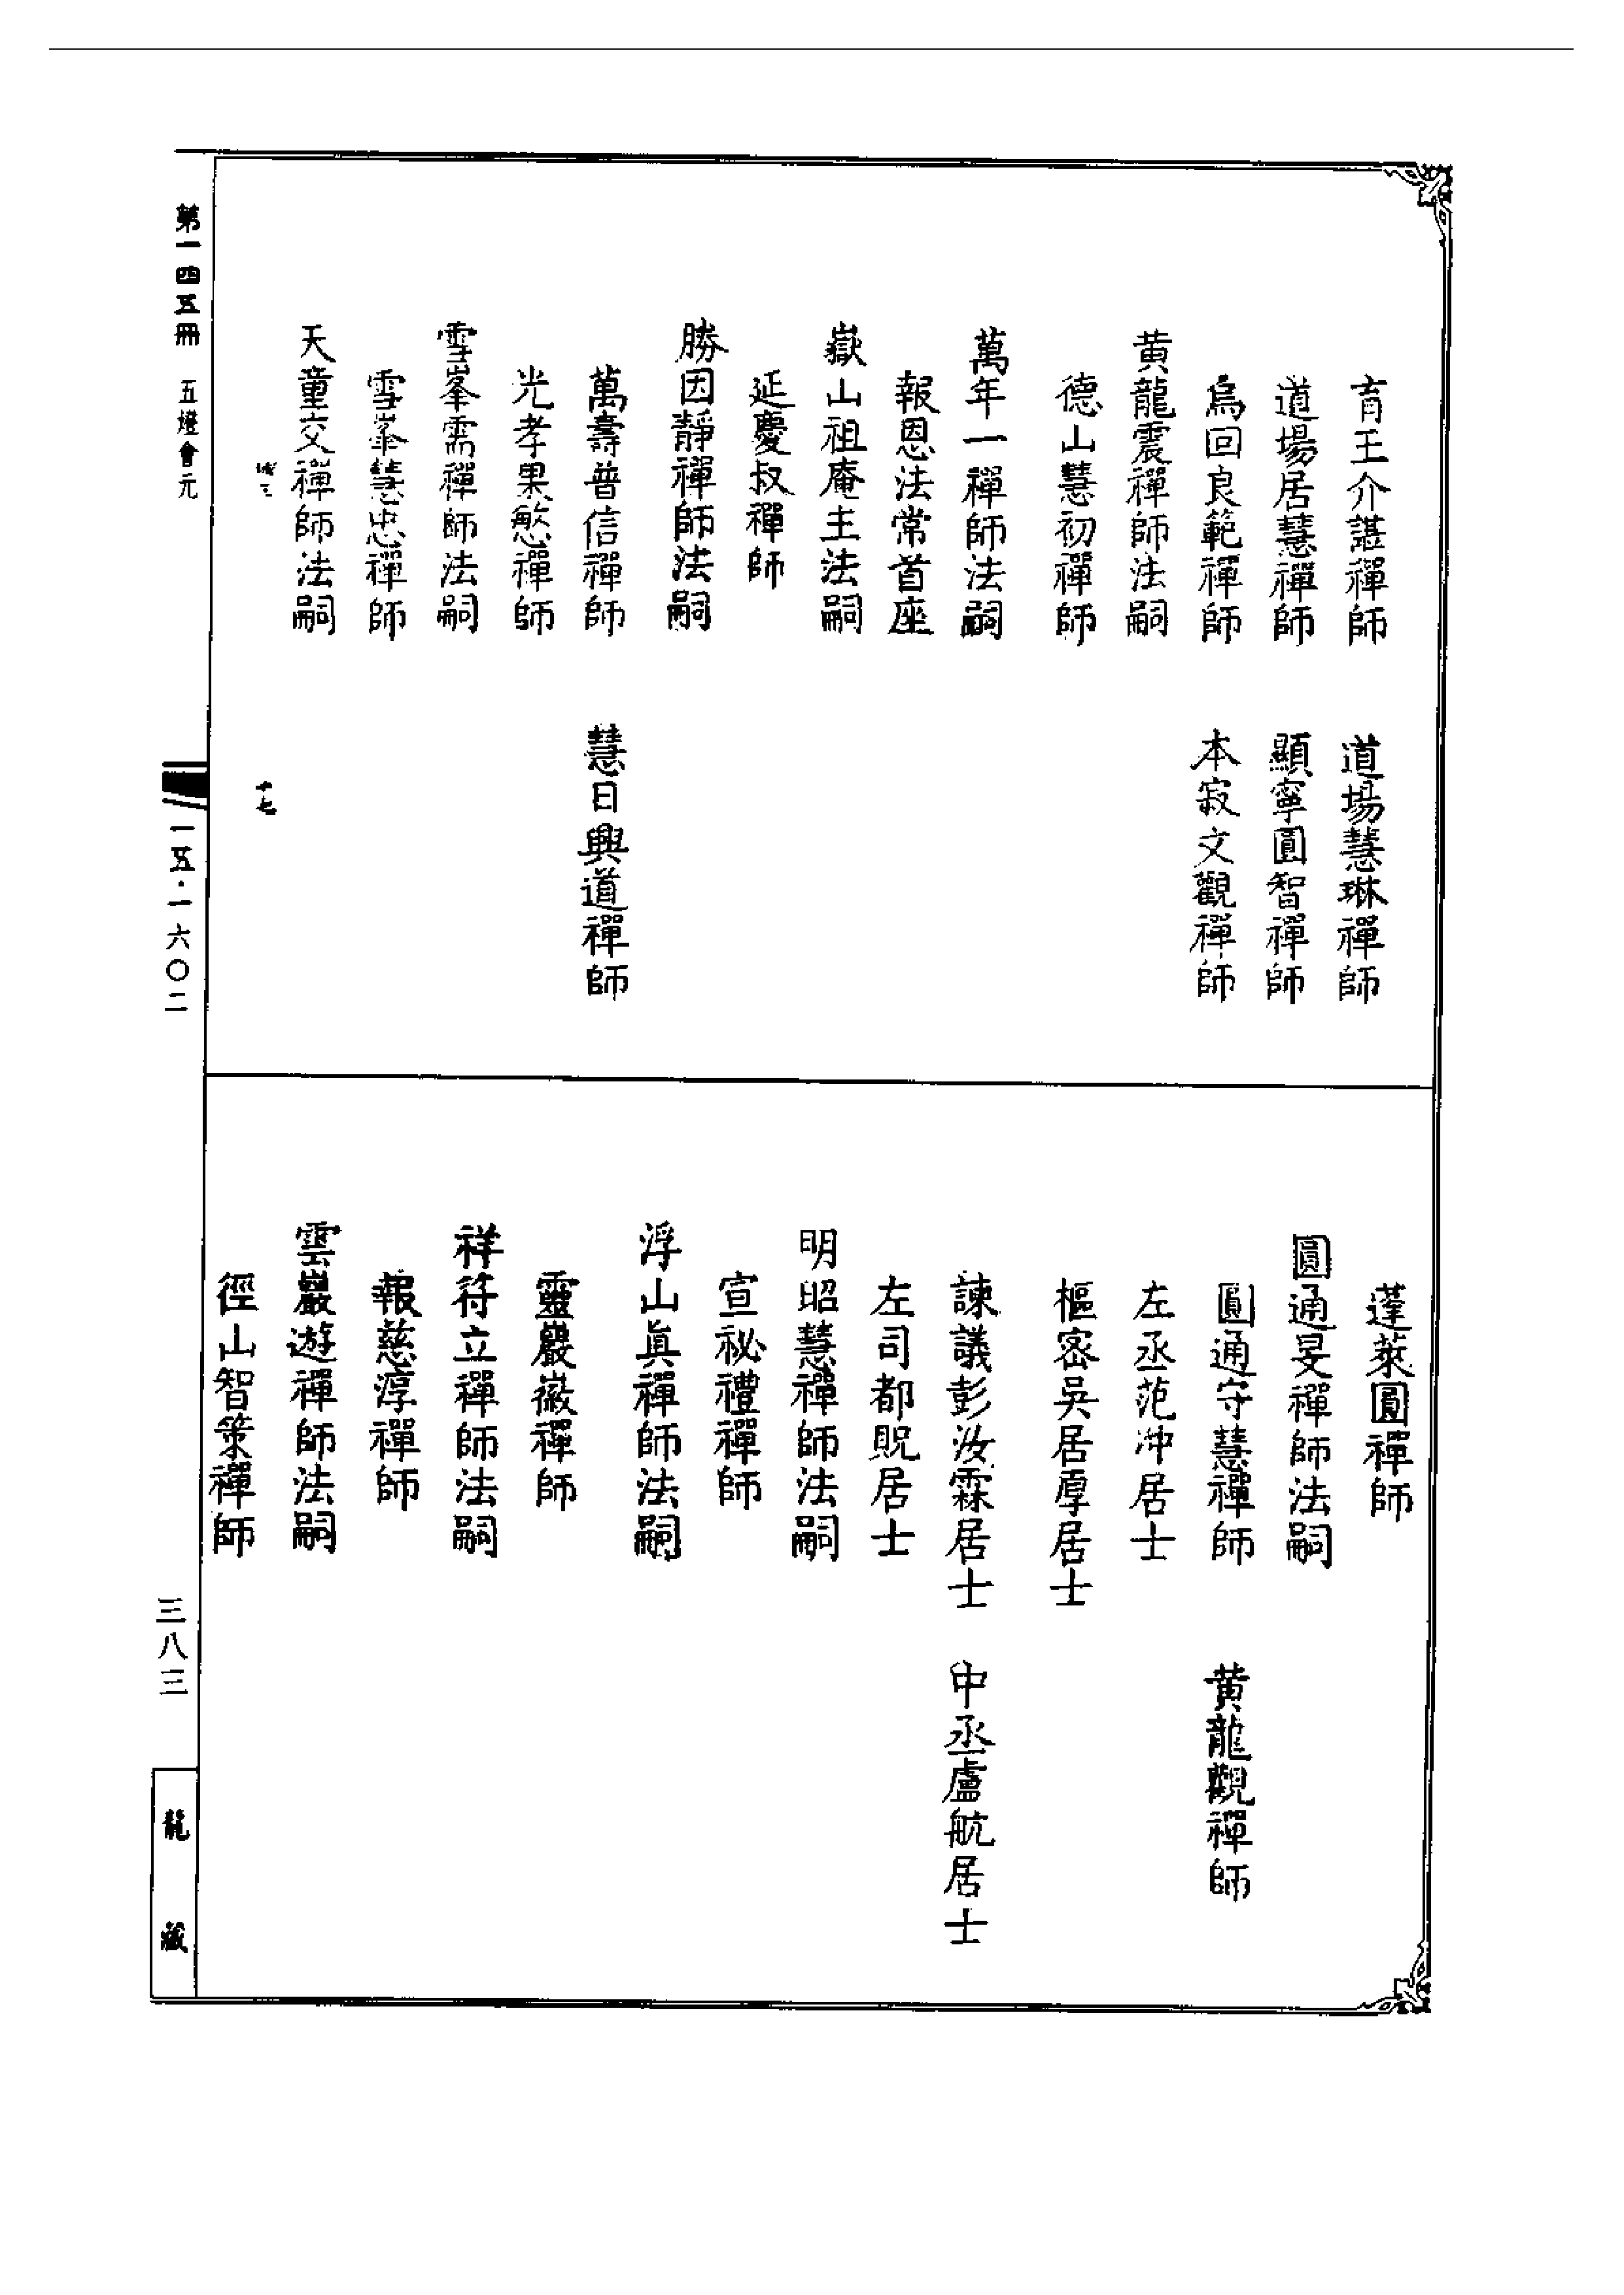 育王介諶禪師　道場慧琳禪師
道場居慧禪師　顯寧圓智禪師
烏回良範禪師　本寂文觀禪師
黃龍震禪師法嗣
德山慧初禪師
萬年一禪師法嗣
報恩法常首座
嶽山祖庵主法嗣
延慶叔禪師
勝因靜禪師法嗣
萬壽普信禪師　慧日興道禪師
光孝果慜禪師
雪峯需禪師法嗣
雪峯慧忠禪師
天童交禪師法嗣
十七
蓬萊圓禪師
圓通旻禪師法嗣
圓通守慧禪師　黃龍觀禪師
左丞范沖居士
樞密吳居厚居士
諫議彭汝霖居士　中丞盧航居士
左司都貺居士
明昭慧禪師法嗣
宣祕禮禪師
浮山眞禪師法嗣
靈巖徽禪師
祥符立禪師法嗣
報慈淳禪師
雲巖遊禪師法嗣
徑山智策禪師
第一四五冊　五燈會元
一五·一六〇二
三八三
龍藏